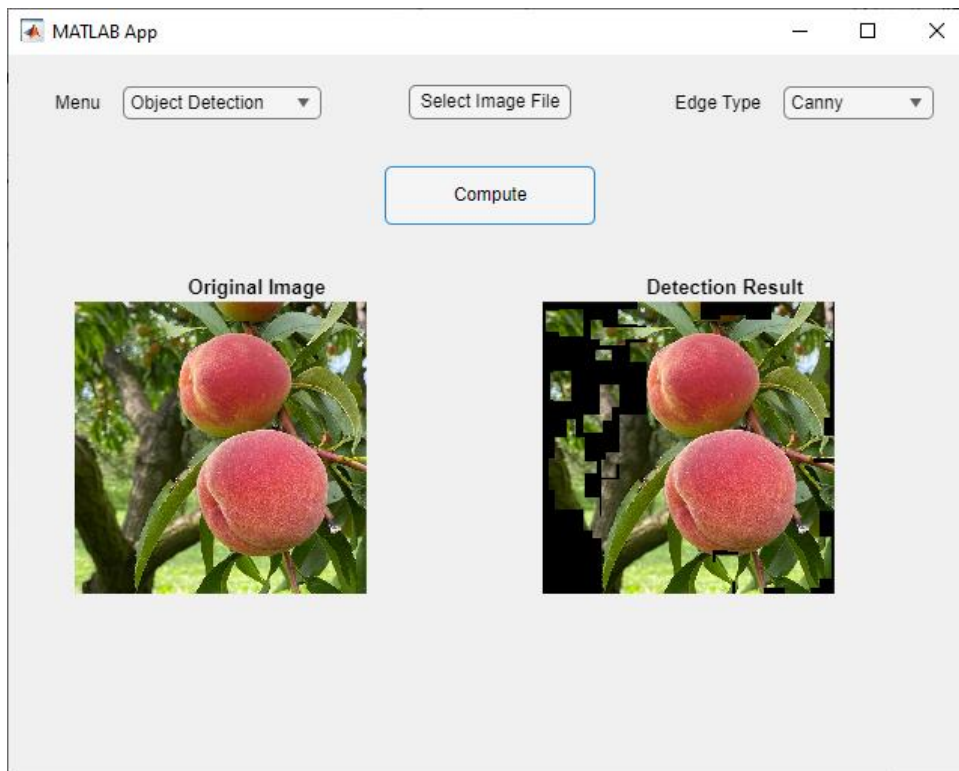 MATLAB App
Menu Object Detection Select Image File Edge Type Canny
Compute
Original Image Detection Result